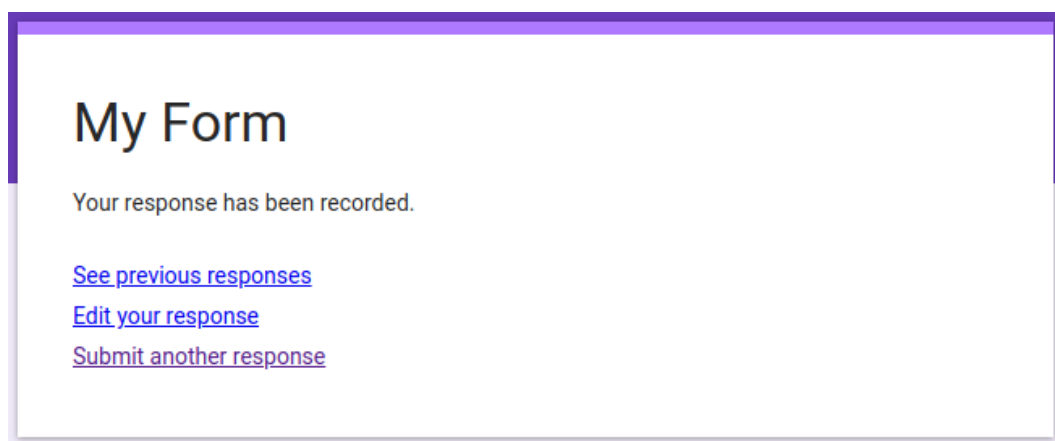 My Form
Your response has been recorded.
See previous responses
Edit your response
Submit another response